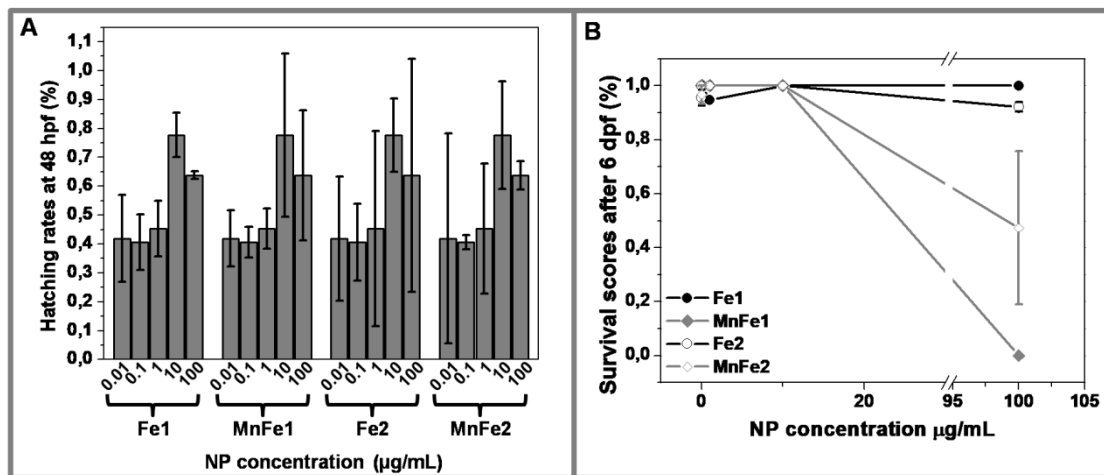 A
Hatching rates at 48 hpf (%)
1,1
1,0
0,9
0,8
0,7
0,6
0,5
0,4
0,3
0,2
0,1
0,0
0.01 0.1 1 10 100 0.01 0.1 1 10 100 0.01 0.1 1 10 100 0.01 0.1 1 10 100
Fe1 MnFe1 Fe2 MnFe2
NP concentration (µg/mL)
B
Survival scores after 6 dpf (%)
1,0
0,8
0,6
0,4
0,2
0,0
Fe1
MnFe1
Fe2
MnFe2
0 20 95 100 105
NP concentration µg/mL